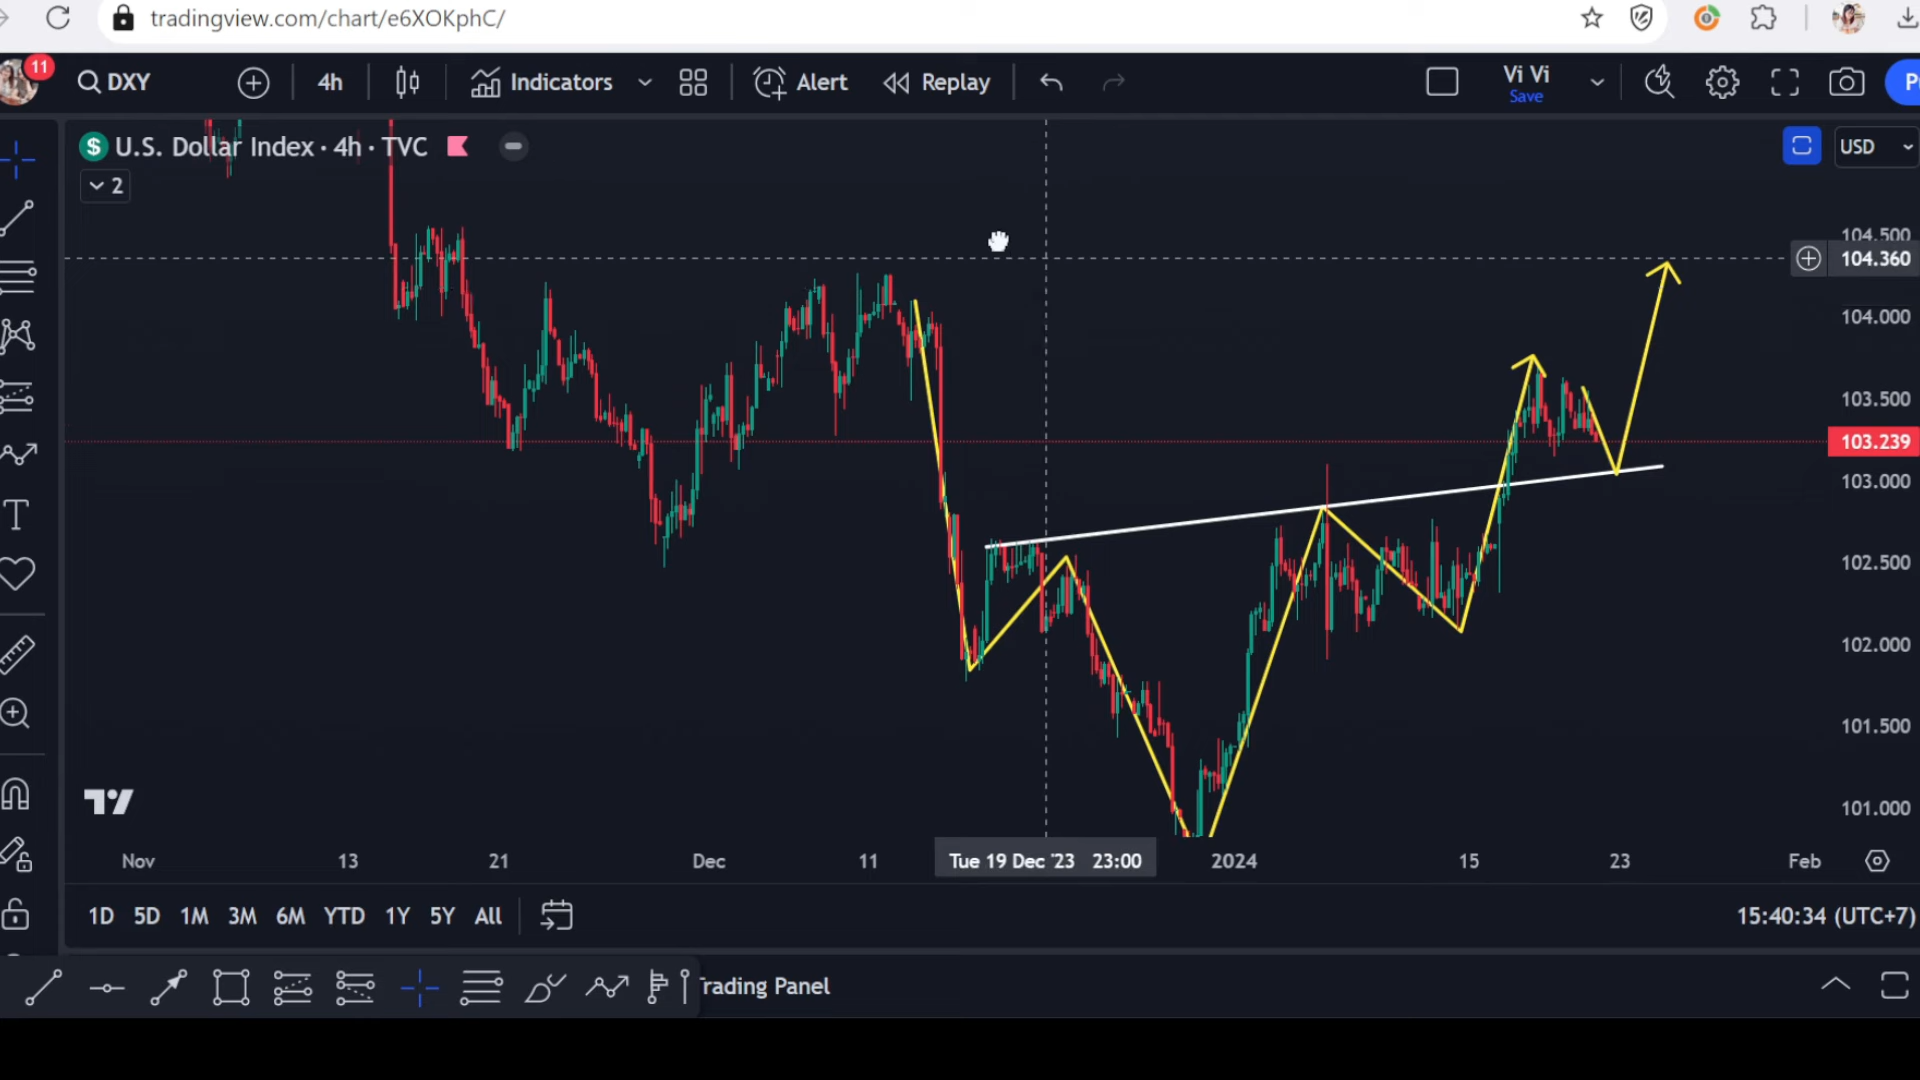 tradingview.com/chart/e6XOKphC/
11
DXY
4h
Indicators
Alert
Replay
Vi Vi
Save
$ U.S. Dollar Index · 4h · TVC
USD
2
104.500
104.360
104.000
103.500
103.239
103.000
102.500
102.000
101.500
101.000
Nov
13
21
Dec
11
Tue 19 Dec '23 23:00
2024
15
23
Feb
1D 5D 1M 3M 6M YTD 1Y 5Y All
15:40:34 (UTC+7)
Trading Panel